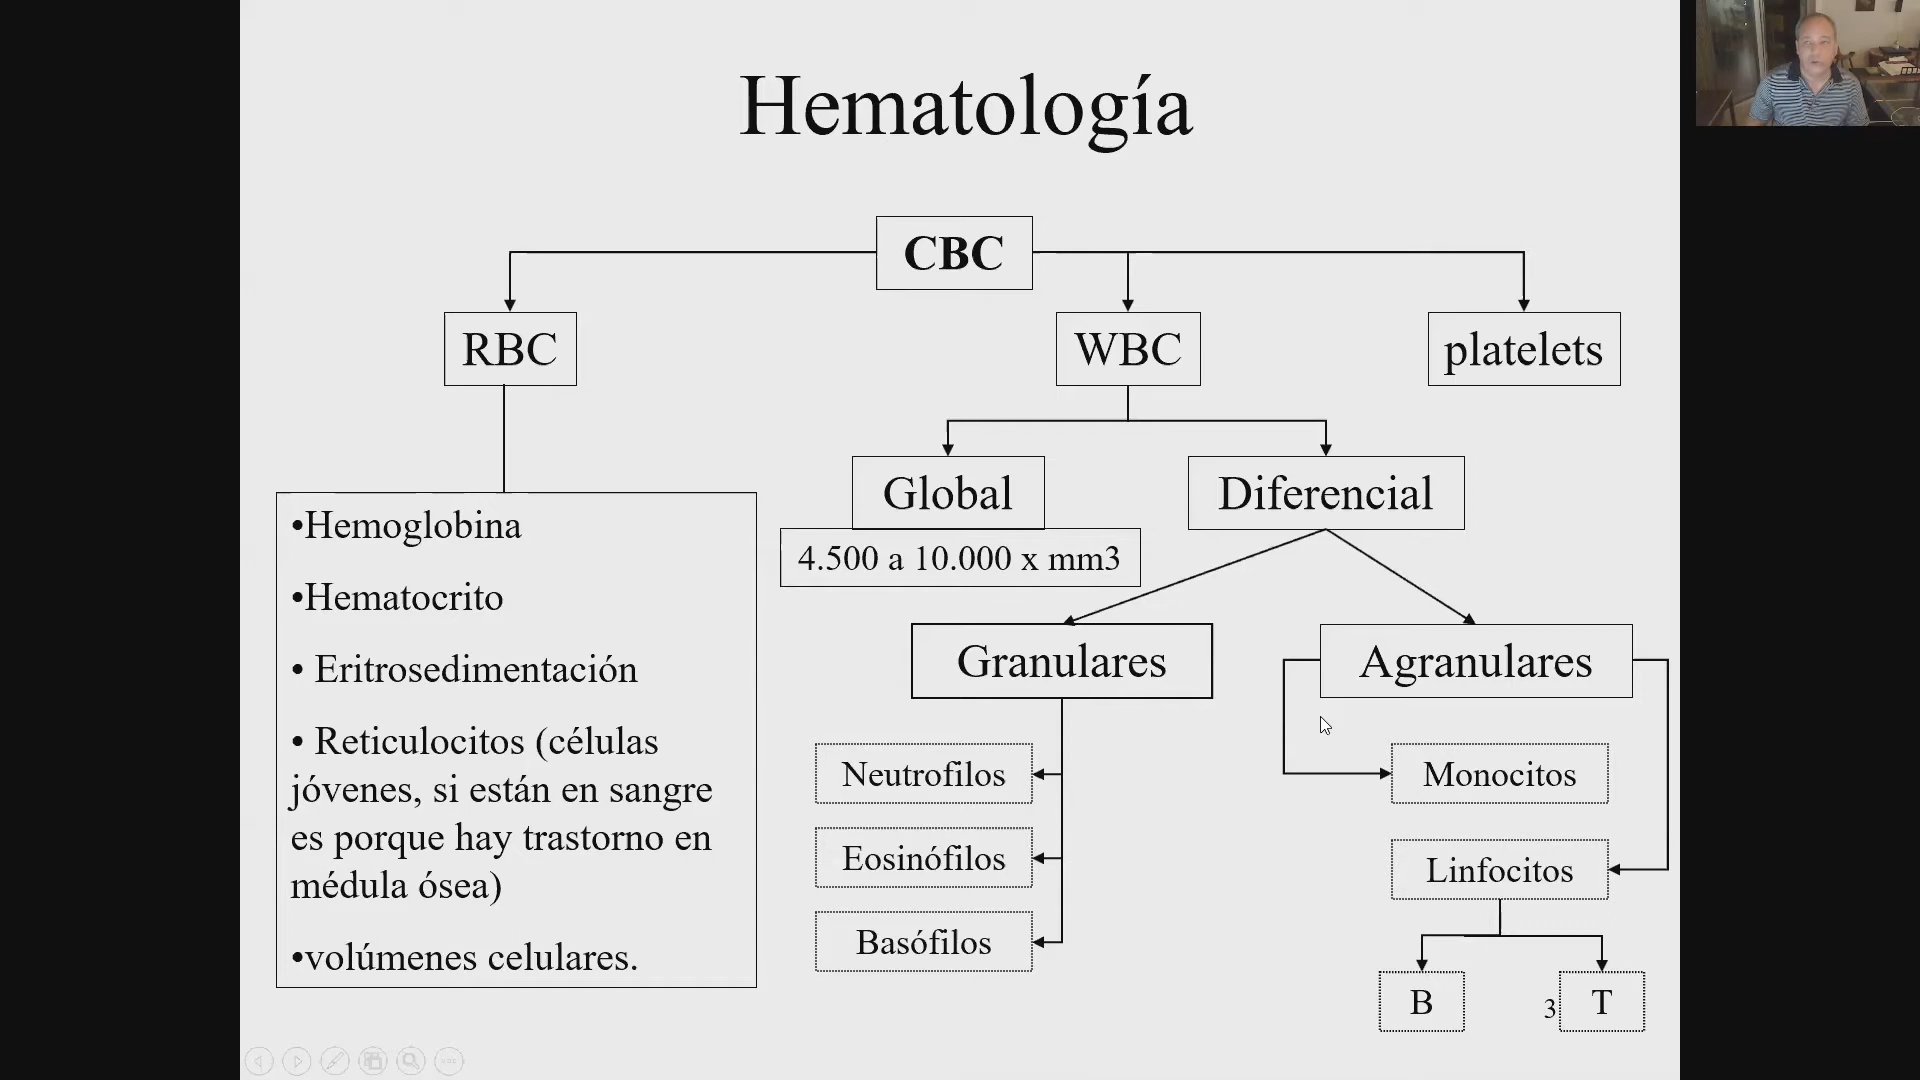 Hematología
CBC
RBC
WBC
platelets
Global
Diferencial
4.500 a 10.000 x mm3
•Hemoglobina
•Hematocrito
• Eritrosedimentación
• Reticulocitos (células
jóvenes, si están en sangre
es porque hay trastorno en
médula ósea)
•volúmenes celulares.
Granulares
Agranulares
Neutrofilos
Eosinófilos
Basófilos
Monocitos
Linfocitos
B
3
T